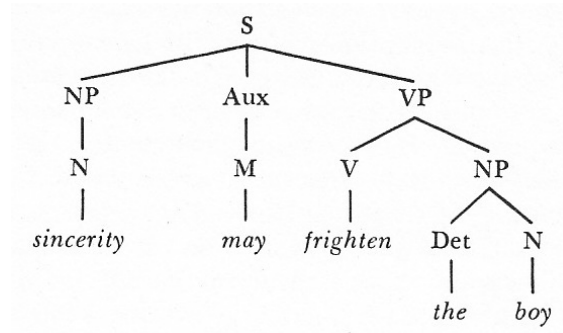 S
NP Aux VP
N M V NP
sincerity may frighten Det N
the boy